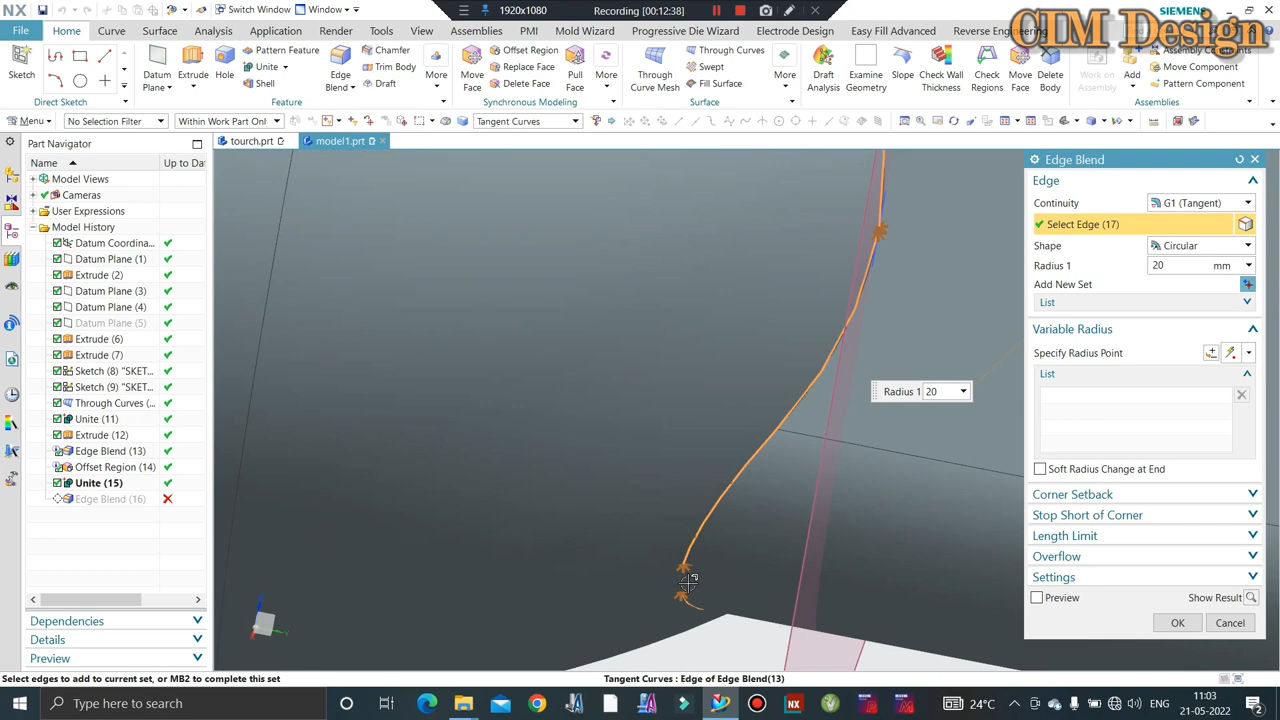 NX
Switch Window
Window
1920x1080
Recording [00:12:38]
SIEMENS
CIM Design
File
Home
Curve
Surface
Analysis
Application
Render
Tools
View
Assemblies
PMI
Mold Wizard
Progressive Die Wizard
Electrode Design
Easy Fill Advanced
Reverse Engineering
Sketch
Direct Sketch
Datum Plane
Extrude
Hole
Pattern Feature
Unite
Shell
Edge Blend
Chamfer
Trim Body
Draft
More
Feature
Move Face
Offset Region
Replace Face
Delete Face
Pull Face
More
Synchronous Modeling
Through Curve Mesh
Through Curves
Swept
Fill Surface
More
Surface
Draft Analysis
Examine Geometry
Slope
Check Wall Thickness
Check Regions
Move Face
Delete Body
Work on Assembly
Add
Assembly Constraints
Move Component
Pattern Component
Assemblies
Menu
No Selection Filter
Within Work Part Only
Tangent Curves
Part Navigator
tourch.prt
model1.prt
Name
Up to Da
Model Views
Cameras
User Expressions
Model History
Datum Coordina...
Datum Plane (1)
Extrude (2)
Datum Plane (3)
Datum Plane (4)
Datum Plane (5)
Extrude (6)
Extrude (7)
Sketch (8) "SKET...
Sketch (9) "SKET...
Through Curves (...
Unite (11)
Extrude (12)
Edge Blend (13)
Offset Region (14)
Unite (15)
Edge Blend (16)
Dependencies
Details
Preview
Radius 1 20
Edge Blend
Edge
Continuity
G1 (Tangent)
Select Edge (17)
Shape
Circular
Radius 1
20 mm
Add New Set
List
Variable Radius
Specify Radius Point
List
Soft Radius Change at End
Corner Setback
Stop Short of Corner
Length Limit
Overflow
Settings
Preview
Show Result
OK
Cancel
Select edges to add to current set, or MB2 to complete this set
Tangent Curves : Edge of Edge Blend(13)
Type here to search
24°C
ENG
11:03
21-05-2022